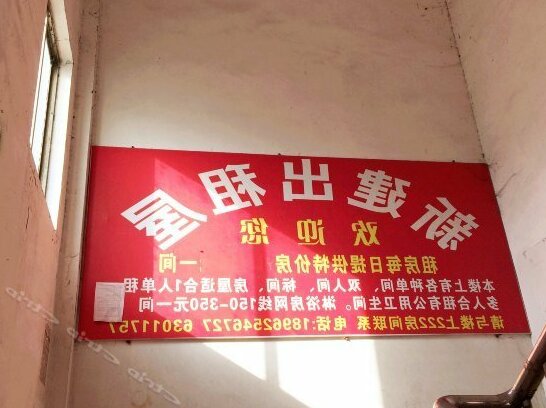 新建出租屋
欢迎您
租房每日提供特价房 一间
本楼上有各种单间、双人间、标间、房屋适合1人单租
多人合租有公用卫生间。淋浴房网线150-350元一间
请与楼上222房间联系 电话:18962546727 63011757
Ctrip